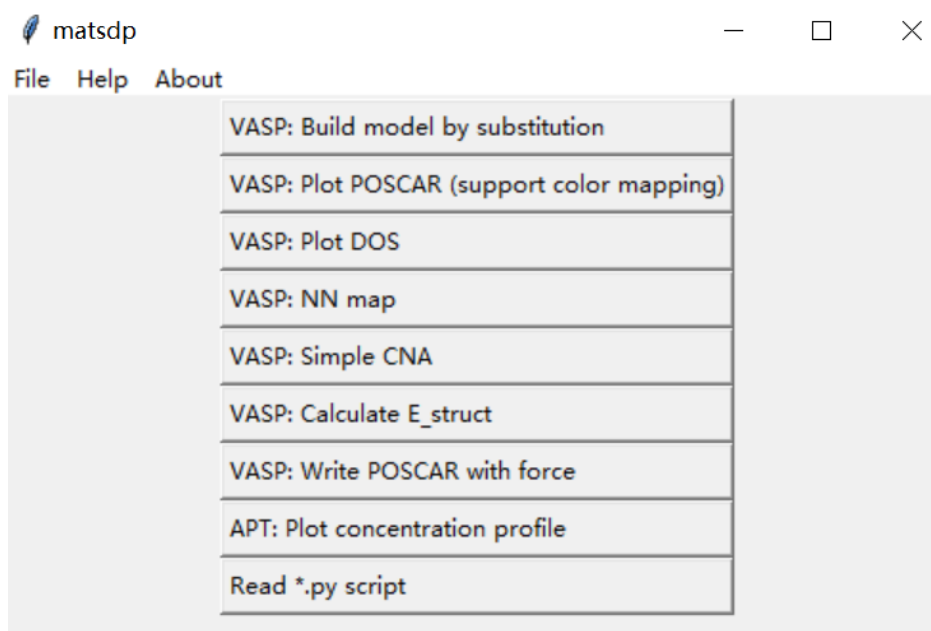 matsdp
File Help About
VASP: Build model by substitution
VASP: Plot POSCAR (support color mapping)
VASP: Plot DOS
VASP: NN map
VASP: Simple CNA
VASP: Calculate E_struct
VASP: Write POSCAR with force
APT: Plot concentration profile
Read *.py script